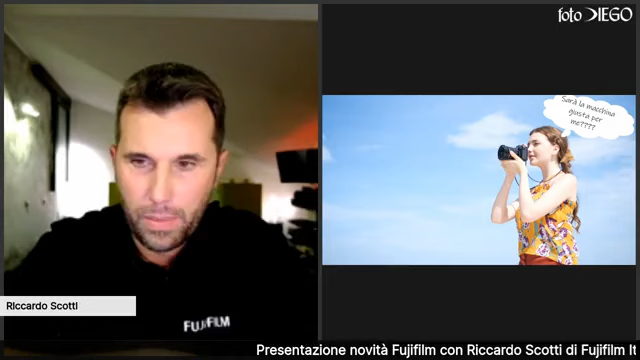 foto DIEGO
Sarà la macchina
giusta per
me????
Riccardo Scotti
FUJIFILM
Presentazione novità Fujifilm con Riccardo Scotti di Fujifilm It